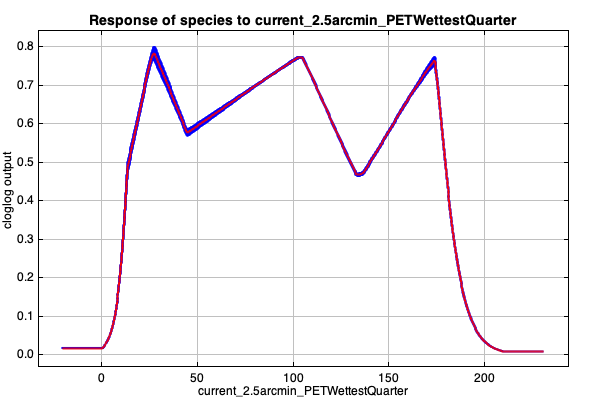 Response of species to current_2.5arcmin_PETWettestQuarter
0.8
0.7
0.6
0.5
0.4
0.3
0.2
0.1
0.0
cloglog output
0 50 100 150 200
current_2.5arcmin_PETWettestQuarter